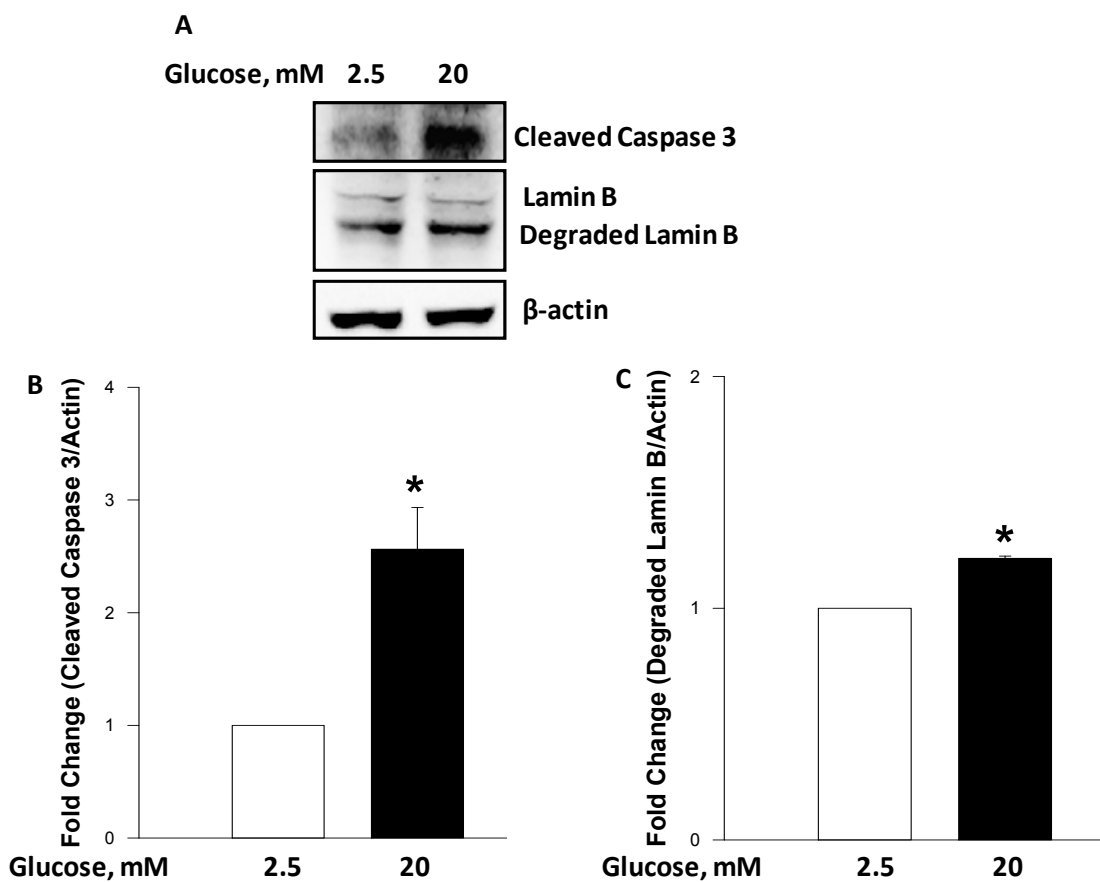 A
Glucose, mM 2.5 20
Cleaved Caspase 3
Lamin B
Degraded Lamin B
β-actin
B
Fold Change (Cleaved Caspase 3/Actin)
4
3
2
1
0
*
Glucose, mM 2.5 20
C
Fold Change (Degraded Lamin B/Actin)
2
1
0
*
Glucose, mM 2.5 20